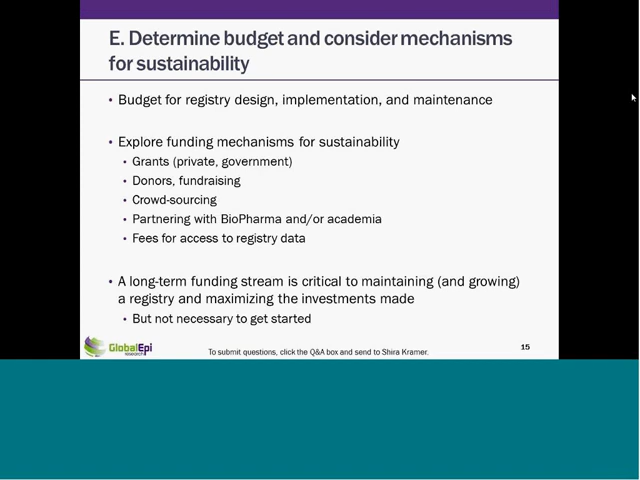 E. Determine budget and consider mechanisms
for sustainability
• Budget for registry design, implementation, and maintenance
• Explore funding mechanisms for sustainability
• Grants (private, government)
• Donors, fundraising
• Crowd-sourcing
• Partnering with BioPharma and/or academia
• Fees for access to registry data
• A long-term funding stream is critical to maintaining (and growing)
a registry and maximizing the investments made
• But not necessary to get started
GlobalEpi
research
To submit questions, click the Q&A box and send to Shira Kramer.
15